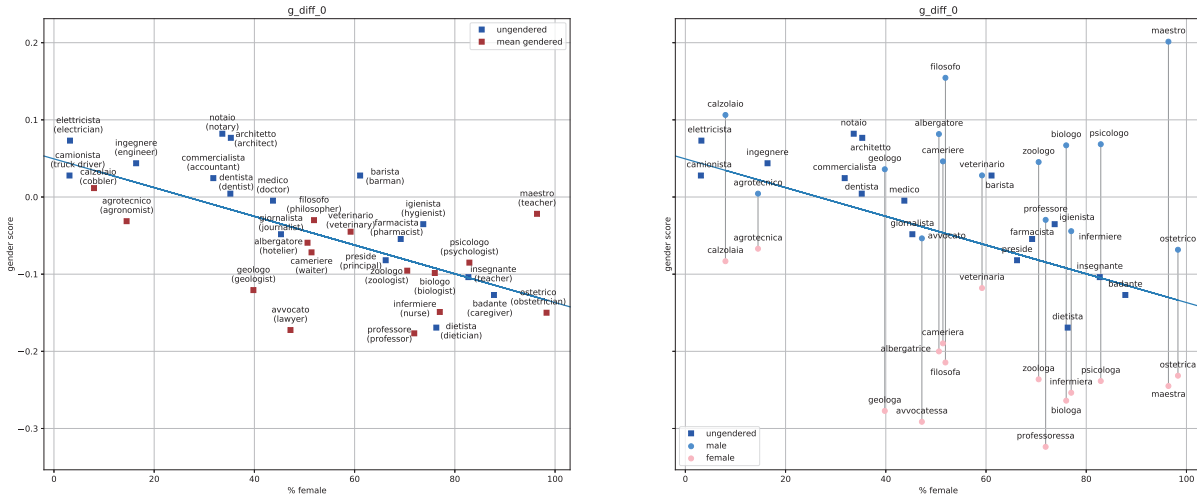 g_diff_0
ungendered
mean gendered
0.2
0.1
0.0
−0.1
−0.2
−0.3
gender score
elettricista
(electrician)
camionista
(truck driver)
calzolaio
(cobbler)
ingegnere
(engineer)
agrotecnico
(agronomist)
notaio
(notary)
architetto
(architect)
commercialista
(accountant)
dentista
(dentist)
medico
(doctor)
filosofo
(philosopher)
giornalista
(journalist)
albergatore
(hotelier)
cameriere
(waiter)
geologo
(geologist)
avvocato
(lawyer)
barista
(barman)
igienista
(hygienist)
veterinario
(veterinary)
farmacista
(pharmacist)
preside
(principal)
zoologo
(zoologist)
biologo
(biologist)
psicologo
(psychologist)
insegnante
(teacher)
maestro
(teacher)
badante
(caregiver)
ostetrico
(obstetrician)
infermiere
(nurse)
professore
(professor)
dietista
(dietician)
0
20
40
60
80
100
% female
g_diff_0
gender score
maestro
filosofo
calzolaio
elettricista
notaio
architetto
albergatore
cameriere
geologo
biologo
psicologo
zoologo
ingegnere
camionista
commercialista
dentista
agrotecnico
medico
veterinario
barista
professore
igienista
giornalista
avvocato
farmacista
infermiere
preside
ostetrico
agrotecnica
calzolaia
insegnante
veterinaria
badante
dietista
cameriera
albergatrice
filosofa
zoologa
psicologa
infermiera
ostetrica
maestra
geologa
biologa
avvocatessa
professoressa
ungendered
male
female
0
20
40
60
80
100
% female